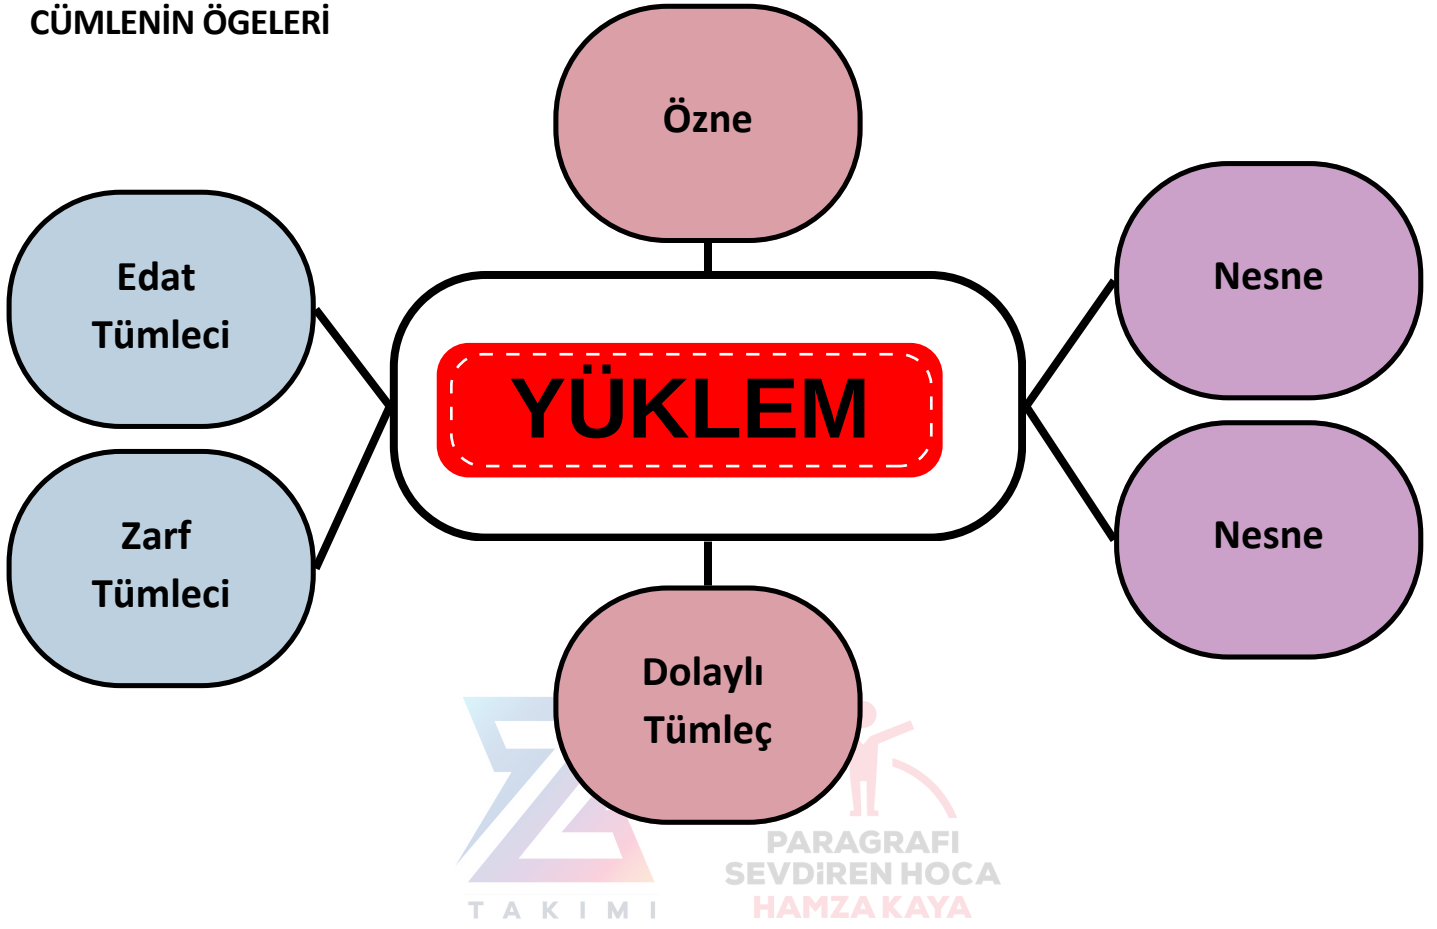 CÜMLENİN ÖGELERİ
Özne
Edat
Tümleci
Nesne
YÜKLEM
Zarf
Tümleci
Nesne
Dolaylı
Tümleç
TAKIMI
PARAGRAFI
SEVDİREN HOCA
HAMZA KAYA